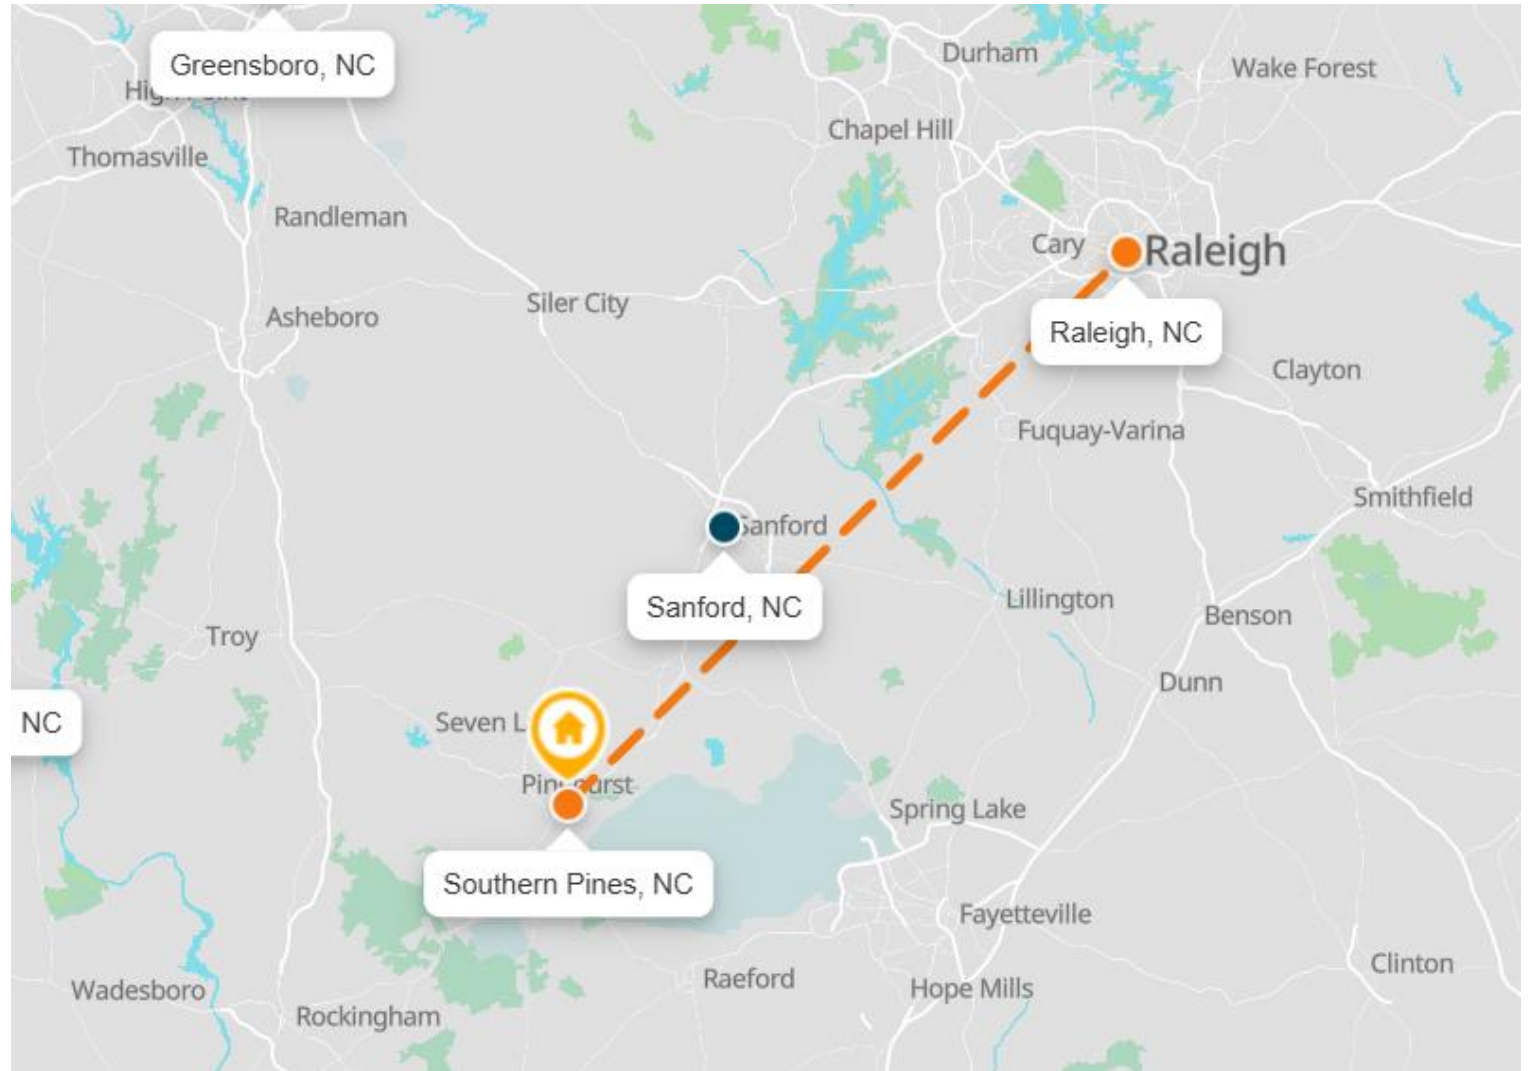 Durham
Greensboro, NC
Wake Forest
Chapel Hill
Thomasville
Randleman
Cary
Raleigh
Siler City
Asheboro
Raleigh, NC
Clayton
Fuquay-Varina
Smithfield
Sanford
Sanford, NC
Lillington
Benson
Troy
Dunn
NC
Seven L
Spring Lake
Southern Pines, NC
Fayetteville
Clinton
Raeford
Hope Mills
Wadesboro
Rockingham